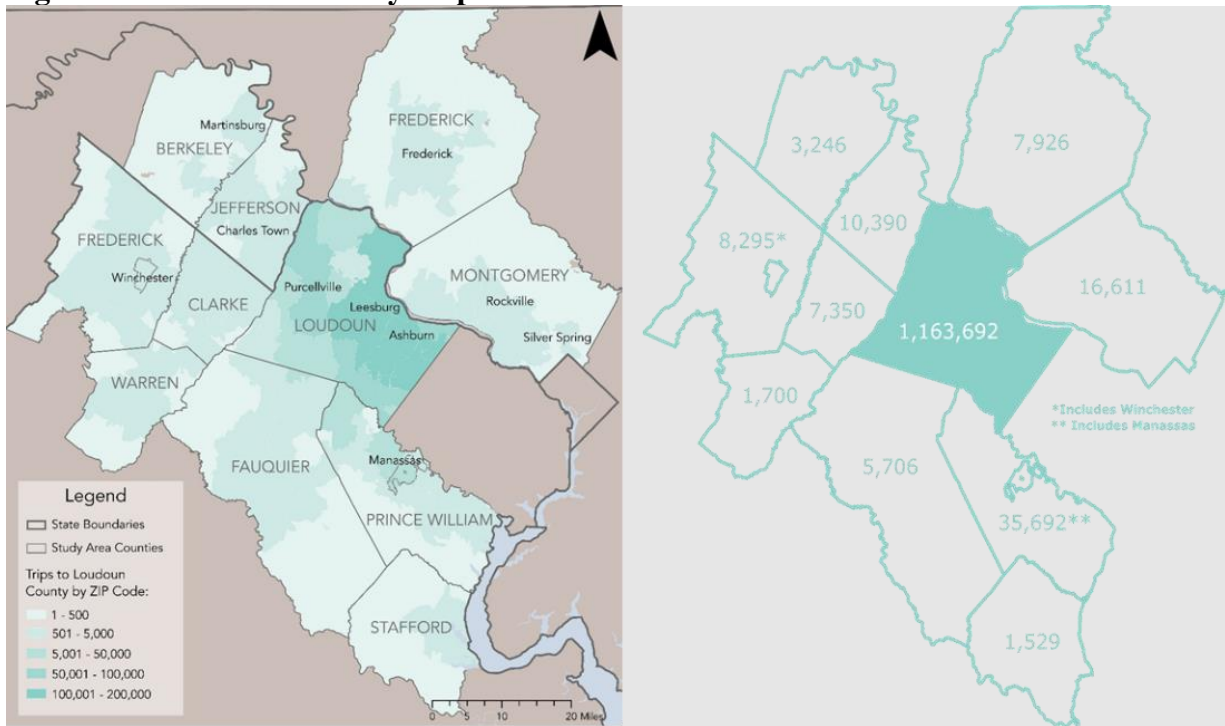 Martinsburg
BERKELEY
FREDERICK
Frederick
JEFFERSON
Charles Town
FREDERICK
Winchester
CLARKE
Purcellville
Leesburg
LOUDOUN
Ashburn
MONTGOMERY
Rockville
Silver Spring
WARREN
FAUQUIER
Manassas
PRINCE WILLIAM
STAFFORD
Legend
State Boundaries
Study Area Counties
Trips to Loudoun
County by ZIP Code:
1 - 500
501 - 5,000
5,001 - 50,000
50,001 - 100,000
100,001 - 200,000
0 5 10 20 Miles
3,246
7,926
10,390
8,295*
16,611
7,350
1,163,692
1,700
*Includes Winchester
** Includes Manassas
5,706
35,692**
1,529